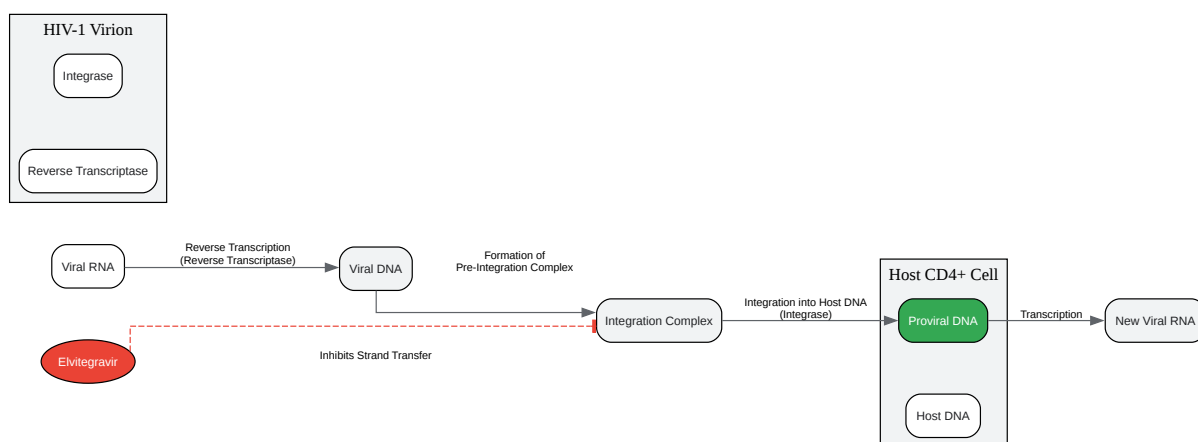 HIV-1 Virion
Integrase
Reverse Transcriptase
Viral RNA
Reverse Transcription
(Reverse Transcriptase)
Viral DNA
Formation of
Pre-Integration Complex
Elvitegravir
Inhibits Strand Transfer
Integration Complex
Integration into Host DNA
(Integrase)
Host CD4+ Cell
Proviral DNA
Host DNA
Transcription
New Viral RNA